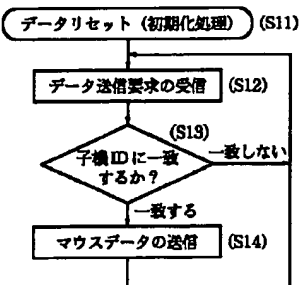 データリセット（初期化処理） (S11)
データ送信要求の受信 (S12)
(S13)
子機IDに一致
するか？
一致しない
一致する
マウスデータの送信 (S14)